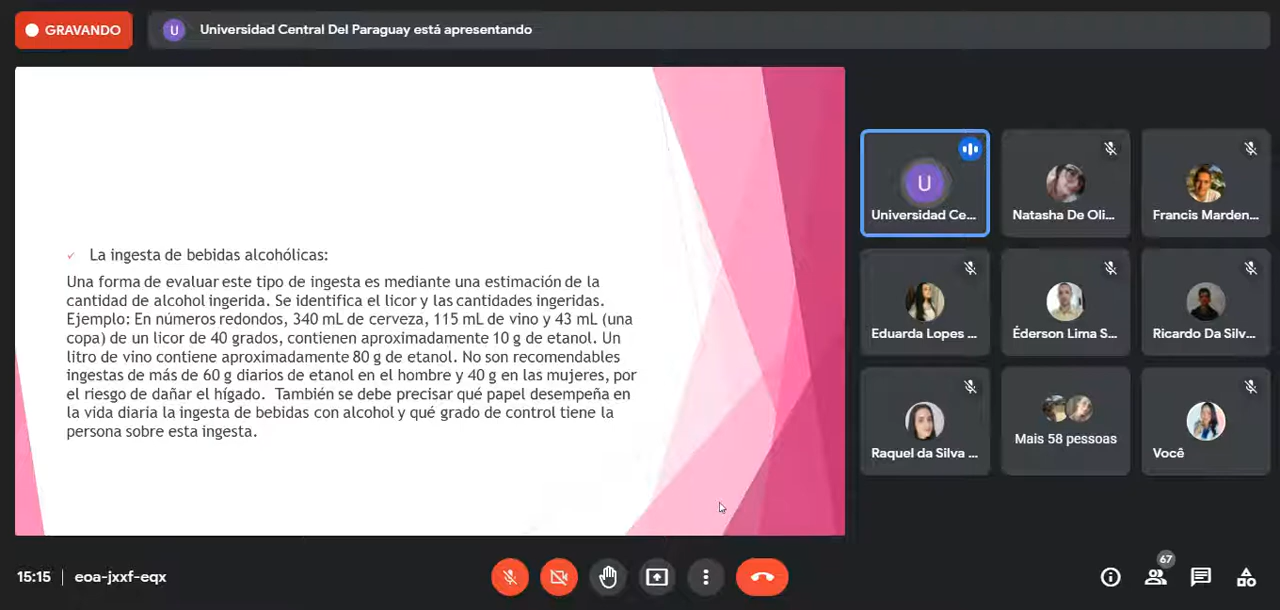 GRAVANDO
U
Universidad Central Del Paraguay está apresentando
✓ La ingesta de bebidas alcohólicas:
Una forma de evaluar este tipo de ingesta es mediante una estimación de la
cantidad de alcohol ingerida. Se identifica el licor y las cantidades ingeridas.
Ejemplo: En números redondos, 340 mL de cerveza, 115 mL de vino y 43 mL (una
copa) de un licor de 40 grados, contienen aproximadamente 10 g de etanol. Un
litro de vino contiene aproximadamente 80 g de etanol. No son recomendables
ingestas de más de 60 g diarios de etanol en el hombre y 40 g en las mujeres, por
el riesgo de dañar el hígado. También se debe precisar qué papel desempeña en
la vida diaria la ingesta de bebidas con alcohol y qué grado de control tiene la
persona sobre esta ingesta.
U
Universidad Ce...
Natasha De Oli...
Francis Marden...
Eduarda Lopes ...
Éderson Lima S...
Ricardo Da Silv...
Raquel da Silva ...
Mais 58 pessoas
Você
15:15 | eoa-jxxf-eqx
67